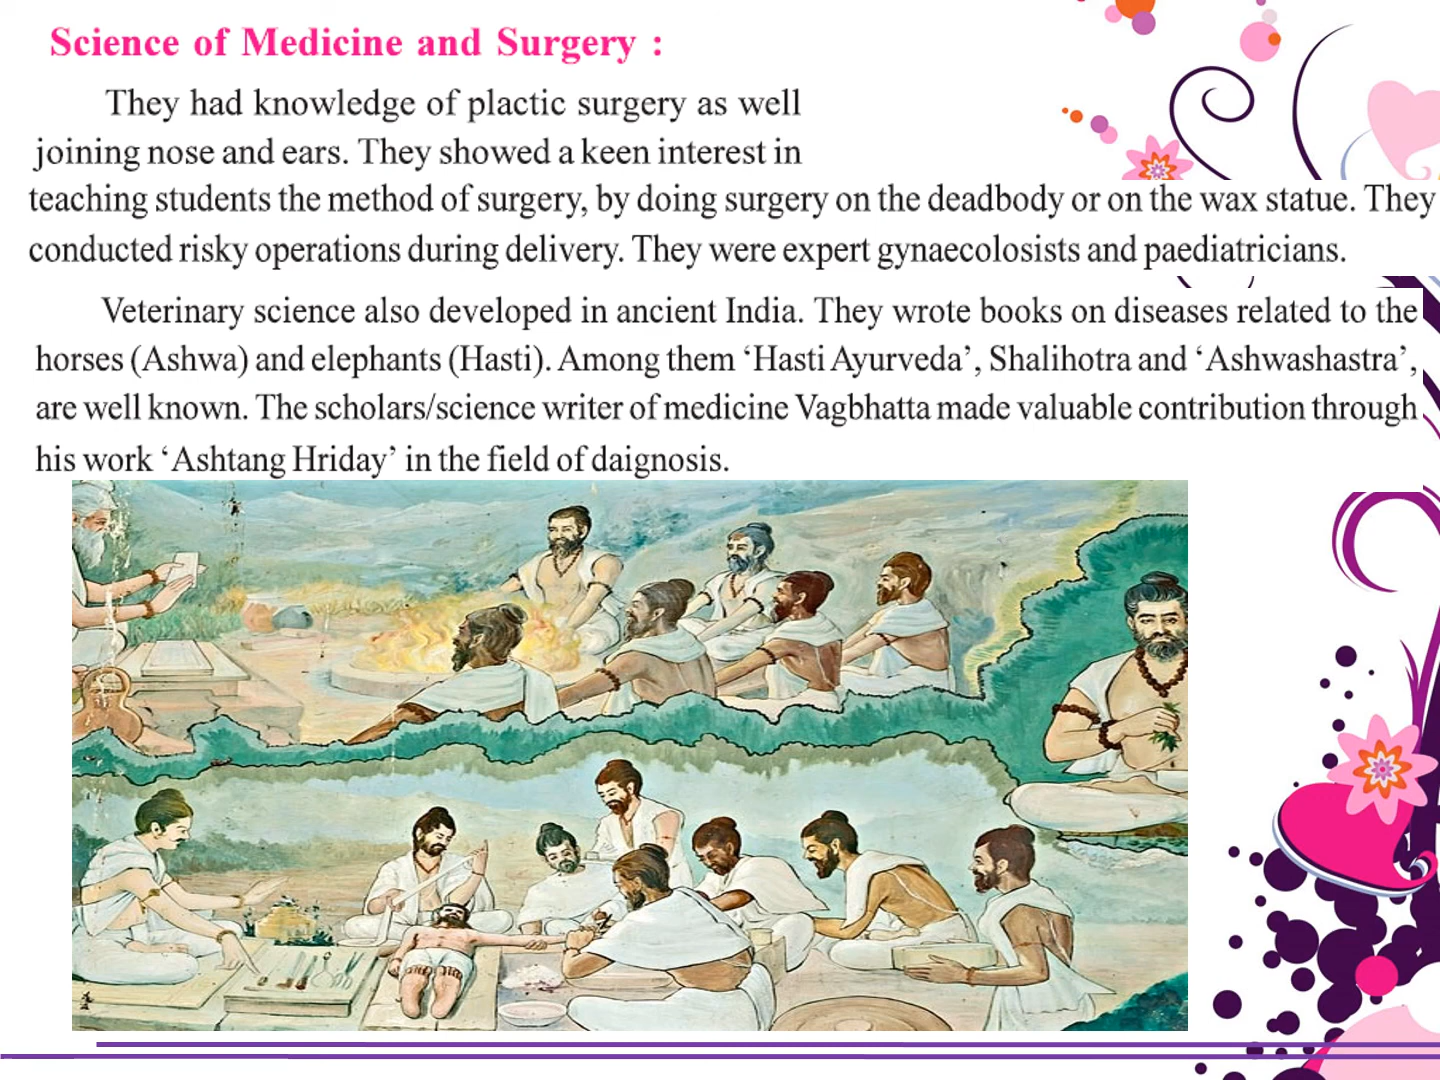 Science of Medicine and Surgery :
They had knowledge of plactic surgery as well
joining nose and ears. They showed a keen interest in
teaching students the method of surgery, by doing surgery on the deadbody or on the wax statue. They
conducted risky operations during delivery. They were expert gynaecolosists and paediatricians.
Veterinary science also developed in ancient India. They wrote books on diseases related to the
horses (Ashwa) and elephants (Hasti). Among them ‘Hasti Ayurveda’, Shalihotra and ‘Ashwashastra’,
are well known. The scholars/science writer of medicine Vagbhatta made valuable contribution through
his work ‘Ashtang Hriday’ in the field of daignosis.